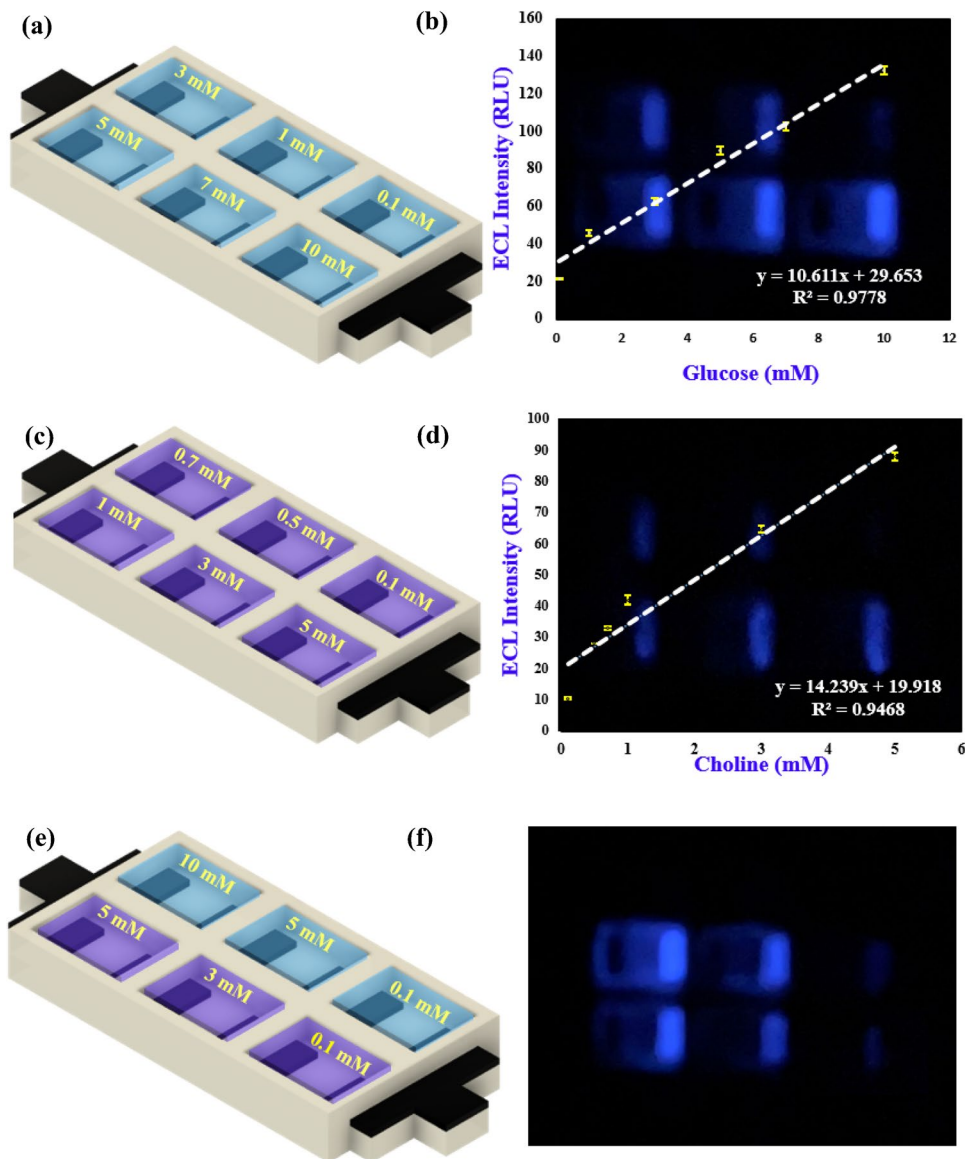 (a)
3 mM
5 mM
1 mM
7 mM
0.1 mM
10 mM
(b)
ECL Intensity (RLU)
160
140
120
100
80
60
40
20
0
y = 10.611x + 29.653
R² = 0.9778
0 2 4 6 8 10 12
Glucose (mM)
(c)
0.7 mM
1 mM
0.5 mM
3 mM
0.1 mM
5 mM
(d)
ECL Intensity (RLU)
100
90
80
70
60
50
40
30
20
10
0
y = 14.239x + 19.918
R² = 0.9468
0 1 2 3 4 5 6
Choline (mM)
(e)
10 mM
5 mM
5 mM
3 mM
0.1 mM
0.1 mM
(f)